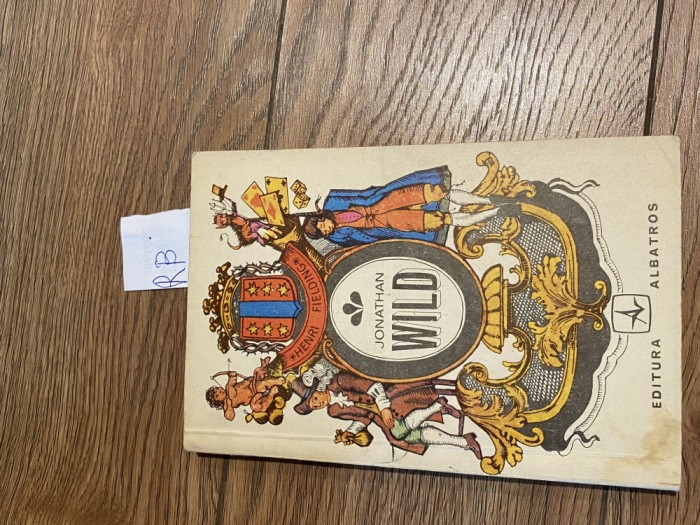 RB
*HENRI FIELDING*
JONATHAN
WILD
EDITURA ALBATROS